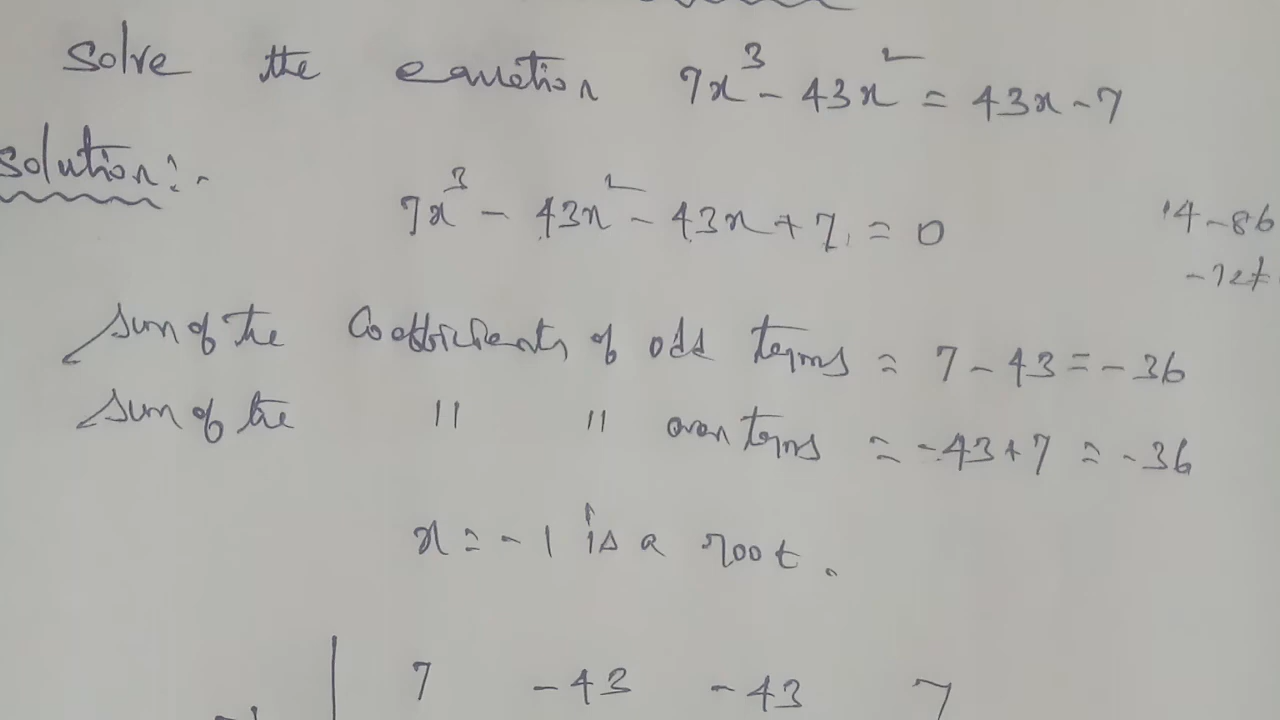 Solve the equation 7x³ - 43x² = 43x - 7
Solution:-
7x³ - 43x² - 43x + 7 = 0
14 - 86
Sum of the Coefficients of odd terms = 7 - 43 = - 36
Sum of the " " even terms = - 43 + 7 = - 36
x = - 1 is a root.
7 - 43 - 43 7